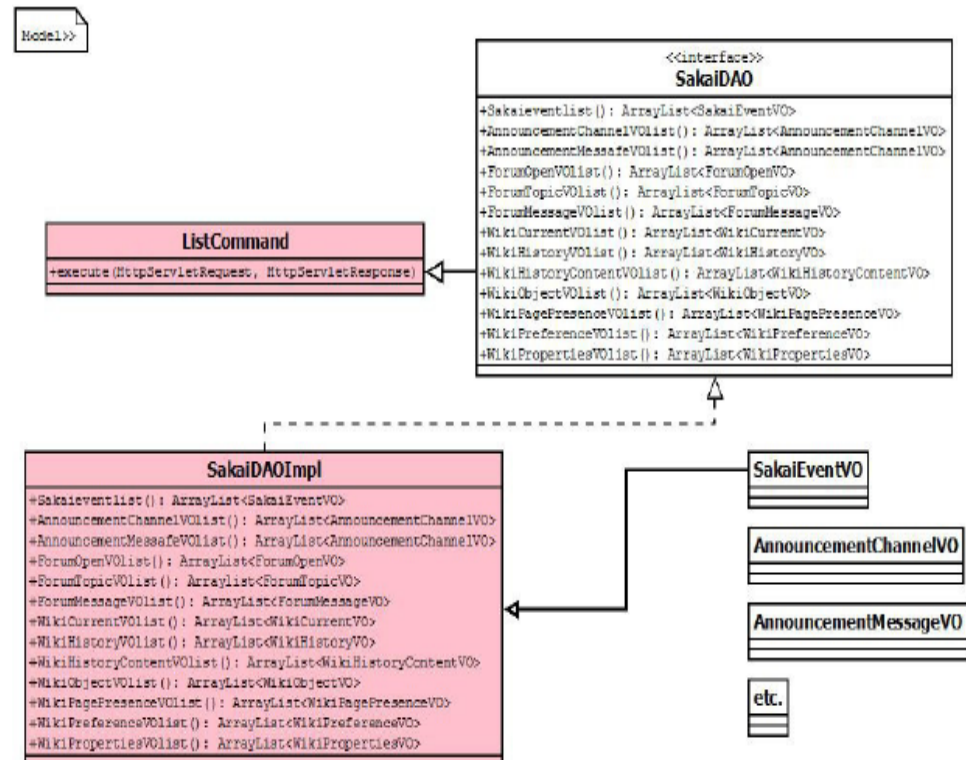 Model>>
<<interface>>
SakaiDAO
+Sakaieventlist(): ArrayList<SakaiEventVO>
+AnnouncementChannelVOlist(): ArrayList<AnnouncementChannelVO>
+AnnouncementMessafeVOlist(): ArrayList<AnnouncementChannelVO>
+ForumOpenVOlist(): ArrayList<ForumOpenVO>
+ForumTopicVOlist(): Arraylist<ForumTopicVO>
+ForumMessageVOlist(): ArrayList<ForumMessageVO>
+WikiCurrentVOlist(): ArrayList<WikiCurrentVO>
+WikiHistoryVOlist(): ArrayList<WikiHistoryVO>
+WikiHistoryContentVOlist(): ArrayList<WikiHistoryContentVO>
+WikiObjectVOlist(): ArrayList<WikiObjectVO>
+WikiPagePresenceVOlist(): ArrayList<WikiPagePresenceVO>
+WikiPreferenceVOlist(): ArrayList<WikiPreferenceVO>
+WikiPropertiesVOlist(): ArrayList<WikiPropertiesVO>
ListCommand
+execute(HttpServletRequest, HttpServletResponse)
SakaiDAOImpl
+Sakaieventlist(): ArrayList<SakaiEventVO>
+AnnouncementChannelVOlist(): ArrayList<AnnouncementChannelVO>
+AnnouncementMessafeVOlist(): ArrayList<AnnouncementChannelVO>
+ForumOpenVOlist(): ArrayList<ForumOpenVO>
+ForumTopicVOlist(): Arraylist<ForumTopicVO>
+ForumMessageVOlist(): ArrayList<ForumMessageVO>
+WikiCurrentVOlist(): ArrayList<WikiCurrentVO>
+WikiHistoryVOlist(): ArrayList<WikiHistoryVO>
+WikiHistoryContentVOlist(): ArrayList<WikiHistoryContentVO>
+WikiObjectVOlist(): ArrayList<WikiObjectVO>
+WikiPagePresenceVOlist(): ArrayList<WikiPagePresenceVO>
+WikiPreferenceVOlist(): ArrayList<WikiPreferenceVO>
+WikiPropertiesVOlist(): ArrayList<WikiPropertiesVO>
SakaiEventVO
AnnouncementChannelVO
AnnouncementMessageVO
etc.